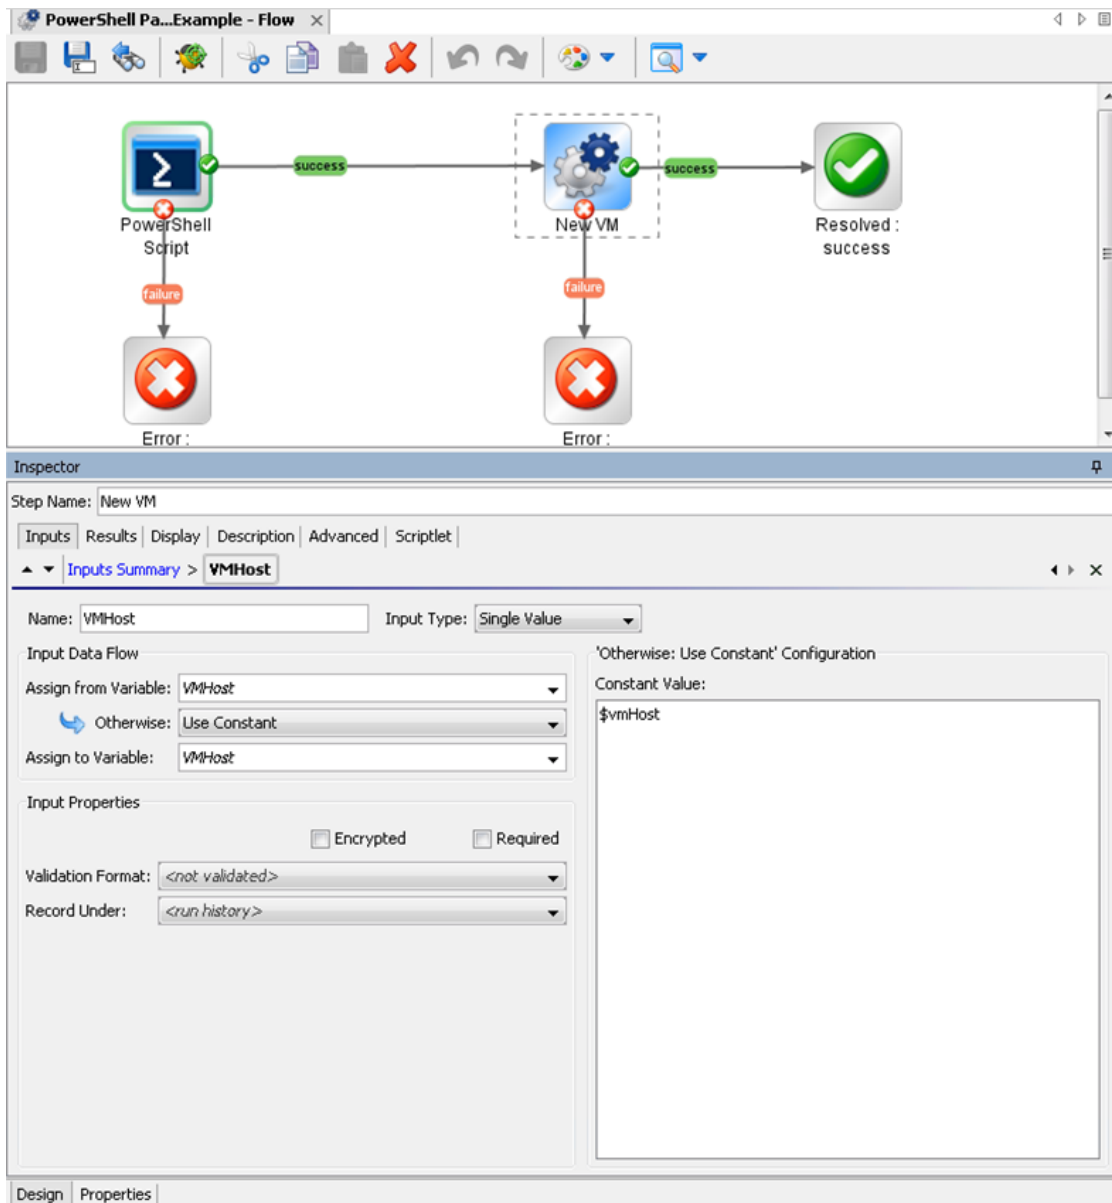 PowerShell Pa...Example - Flow
success
success
PowerShell
Script
New VM
Resolved :
success
failure
failure
Error :
Error :
Inspector
Step Name: New VM
Inputs Results Display Description Advanced Scriptlet
Inputs Summary > VMHost
Name: VMHost Input Type: Single Value
Input Data Flow
'Otherwise: Use Constant' Configuration
Assign from Variable: VMHost
Constant Value:
Otherwise: Use Constant
$vmHost
Assign to Variable: VMHost
Input Properties
Encrypted Required
Validation Format: <not validated>
Record Under: <run history>
Design Properties